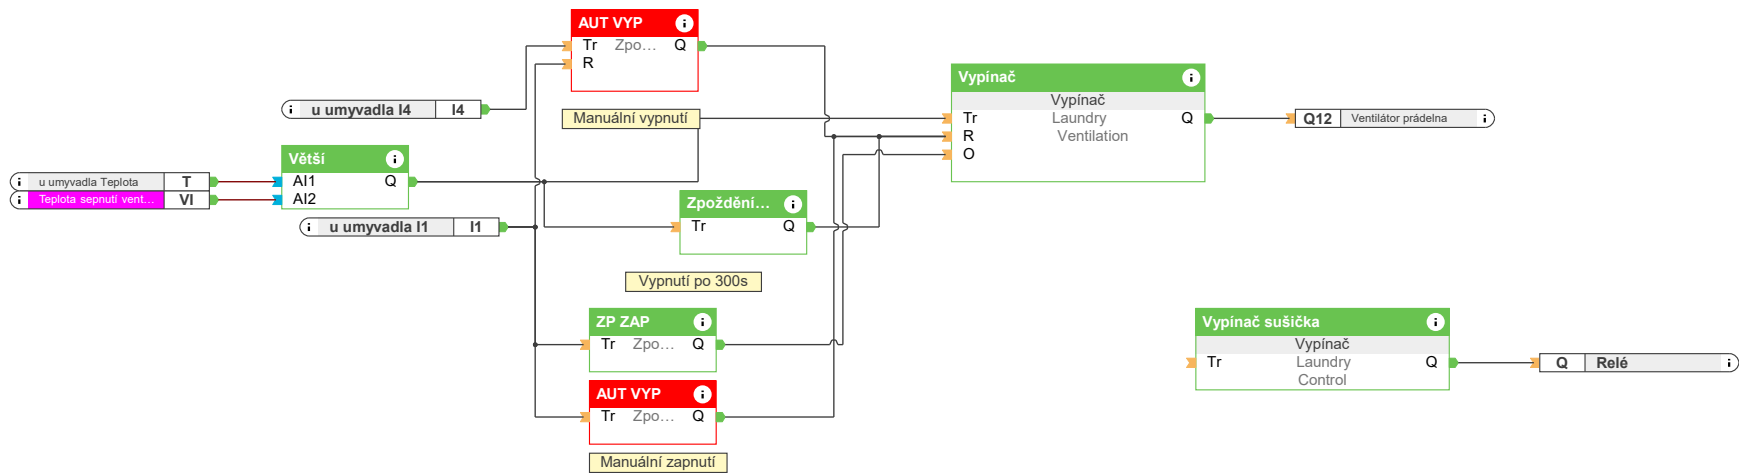 AUT VYP
Tr Zpo... Q
R
u umyvadla I4 I4
Manuální vypnutí
Vypínač
Vypínač
Tr Laundry Q
R Ventilation
O
Q12 Ventilátor prádelna
Větší
AI1 Q
AI2
u umyvadla Teplota T
Teplota sepnutí vent... VI
u umyvadla I1 I1
Zpoždění...
Tr Q
Vypnutí po 300s
ZP ZAP
Tr Zpo... Q
AUT VYP
Tr Zpo... Q
Manuální zapnutí
Vypínač sušička
Vypínač
Tr Laundry Q
Control
Q Relé